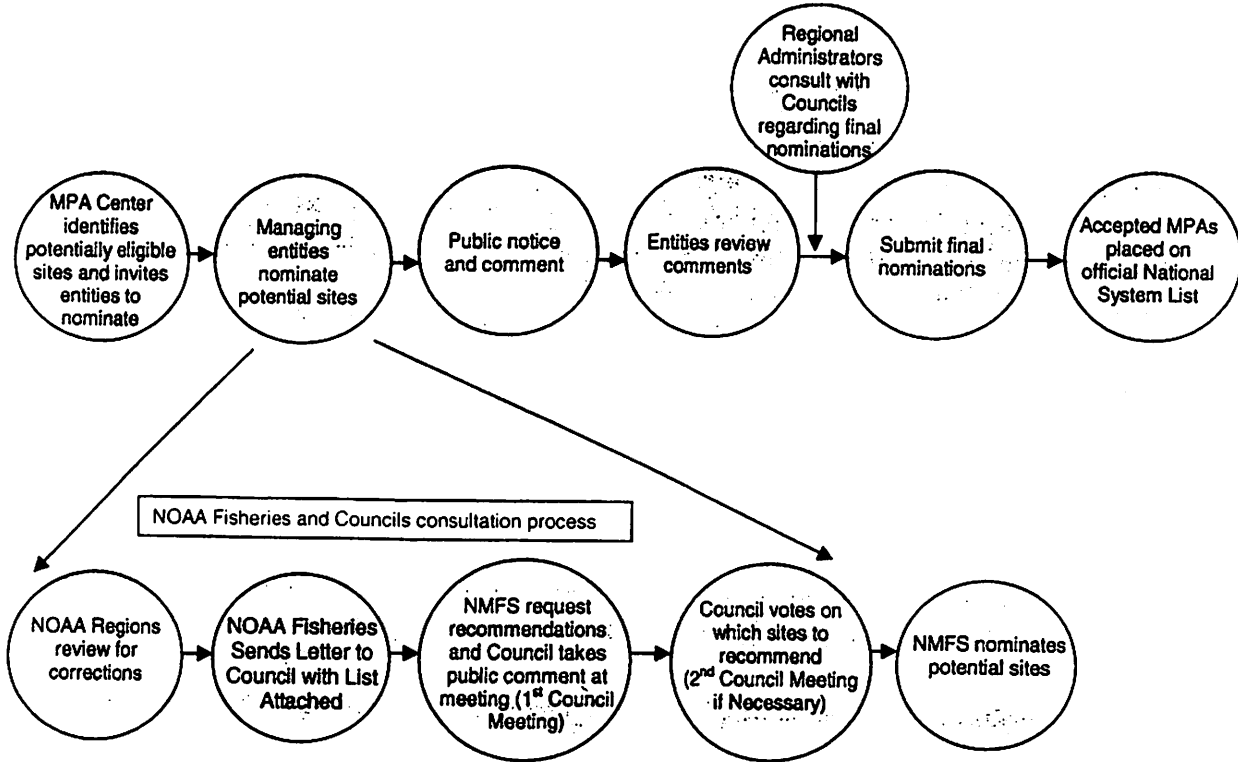 Regional
Administrators
consult with
Councils
regarding final
nominations
MPA Center
identifies
potentially eligible
sites and invites
entities to
nominate
Managing
entities
nominate
potential sites
Public notice
and comment
Entities review
comments
Submit final
nominations
Accepted MPAs
placed on
official National
System List
NOAA Fisheries and Councils consultation process
NOAA Regions
review for
corrections
NOAA Fisheries
Sends Letter to
Council with List
Attached
NMFS request
recommendations
and Council takes
public comment at
meeting (1st Council
Meeting)
Council votes on
which sites to
recommend
(2nd Council Meeting
if Necessary)
NMFS nominates
potential sites